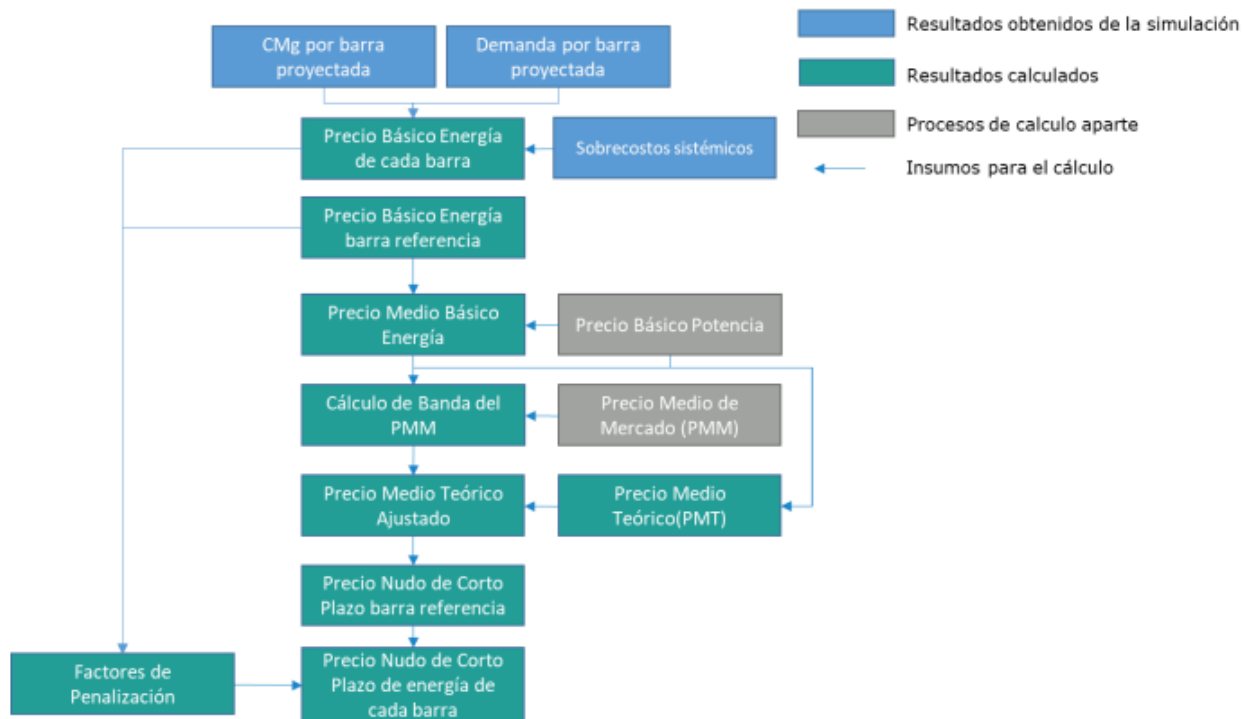 CMg por barra
proyectada
Demanda por barra
proyectada
Resultados obtenidos de la simulación
Resultados calculados
Procesos de calculo aparte
Insumos para el cálculo
Precio Básico Energía
de cada barra
Sobrecostos sistémicos
Precio Básico Energía
barra referencia
Precio Medio Básico
Energía
Precio Básico Potencia
Cálculo de Banda del
PMM
Precio Medio de
Mercado (PMM)
Precio Medio Teórico
Ajustado
Precio Medio
Teórico(PMT)
Precio Nudo de Corto
Plazo barra referencia
Factores de
Penalización
Precio Nudo de Corto
Plazo de energía de
cada barra